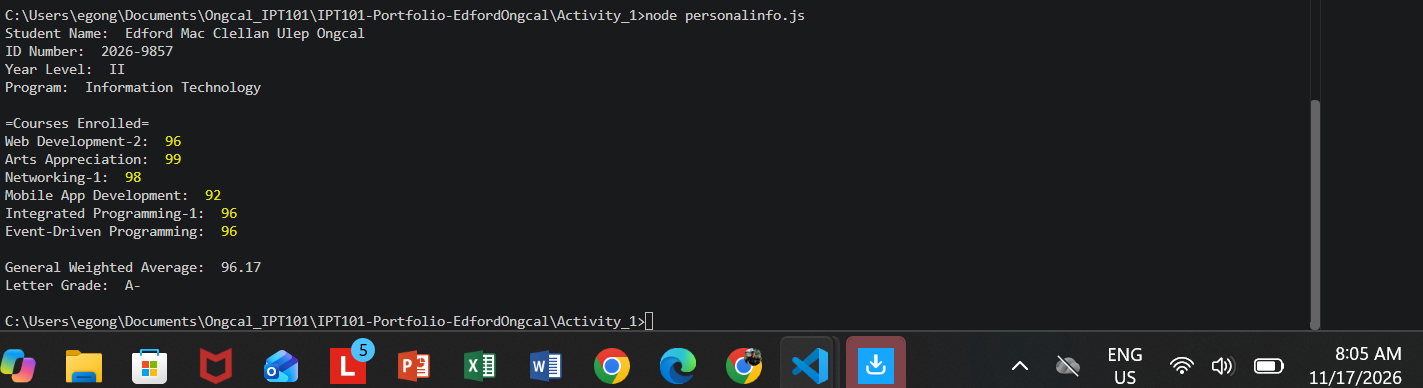 C:\Users\egong\Documents\Ongcal_IPT101\IPT101-Portfolio-EdfordOngcal\Activity_1>node personalinfo.js
Student Name:  Edford Mac Clellan Ulep Ongcal
ID Number:  2026-9857
Year Level:  II
Program:  Information Technology
=Courses Enrolled=
Web Development-2:  96
Arts Appreciation:  99
Networking-1:  98
Mobile App Development:  92
Integrated Programming-1:  96
Event-Driven Programming:  96
General Weighted Average:  96.17
Letter Grade:  A-
C:\Users\egong\Documents\Ongcal_IPT101\IPT101-Portfolio-EdfordOngcal\Activity_1>
L 5
ENG
US
8:05 AM
11/17/2026